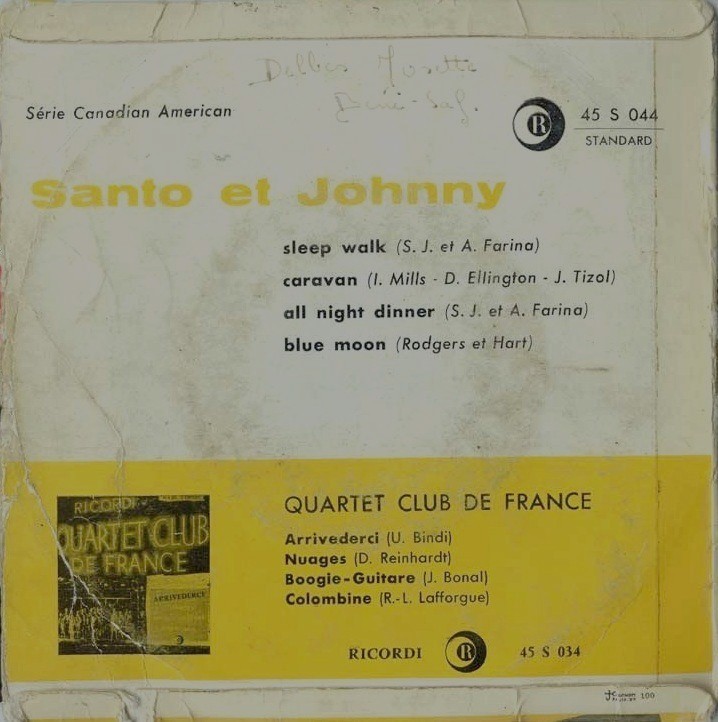 Série Canadian American
R 45 S 044
STANDARD
Santo et Johnny
sleep walk (S. J. et A. Farina)
caravan (I. Mills - D. Ellington - J. Tizol)
all night dinner (S. J. et A. Farina)
blue moon (Rodgers et Hart)
RICORDI
QUARTET CLUB
DE FRANCE
ARRIVEDERCI
QUARTET CLUB DE FRANCE
Arrivederci (U. Bindi)
Nuages (D. Reinhardt)
Boogie-Guitare (J. Bonal)
Colombine (R.-L. Lafforgue)
RICORDI R 45 S 034
100